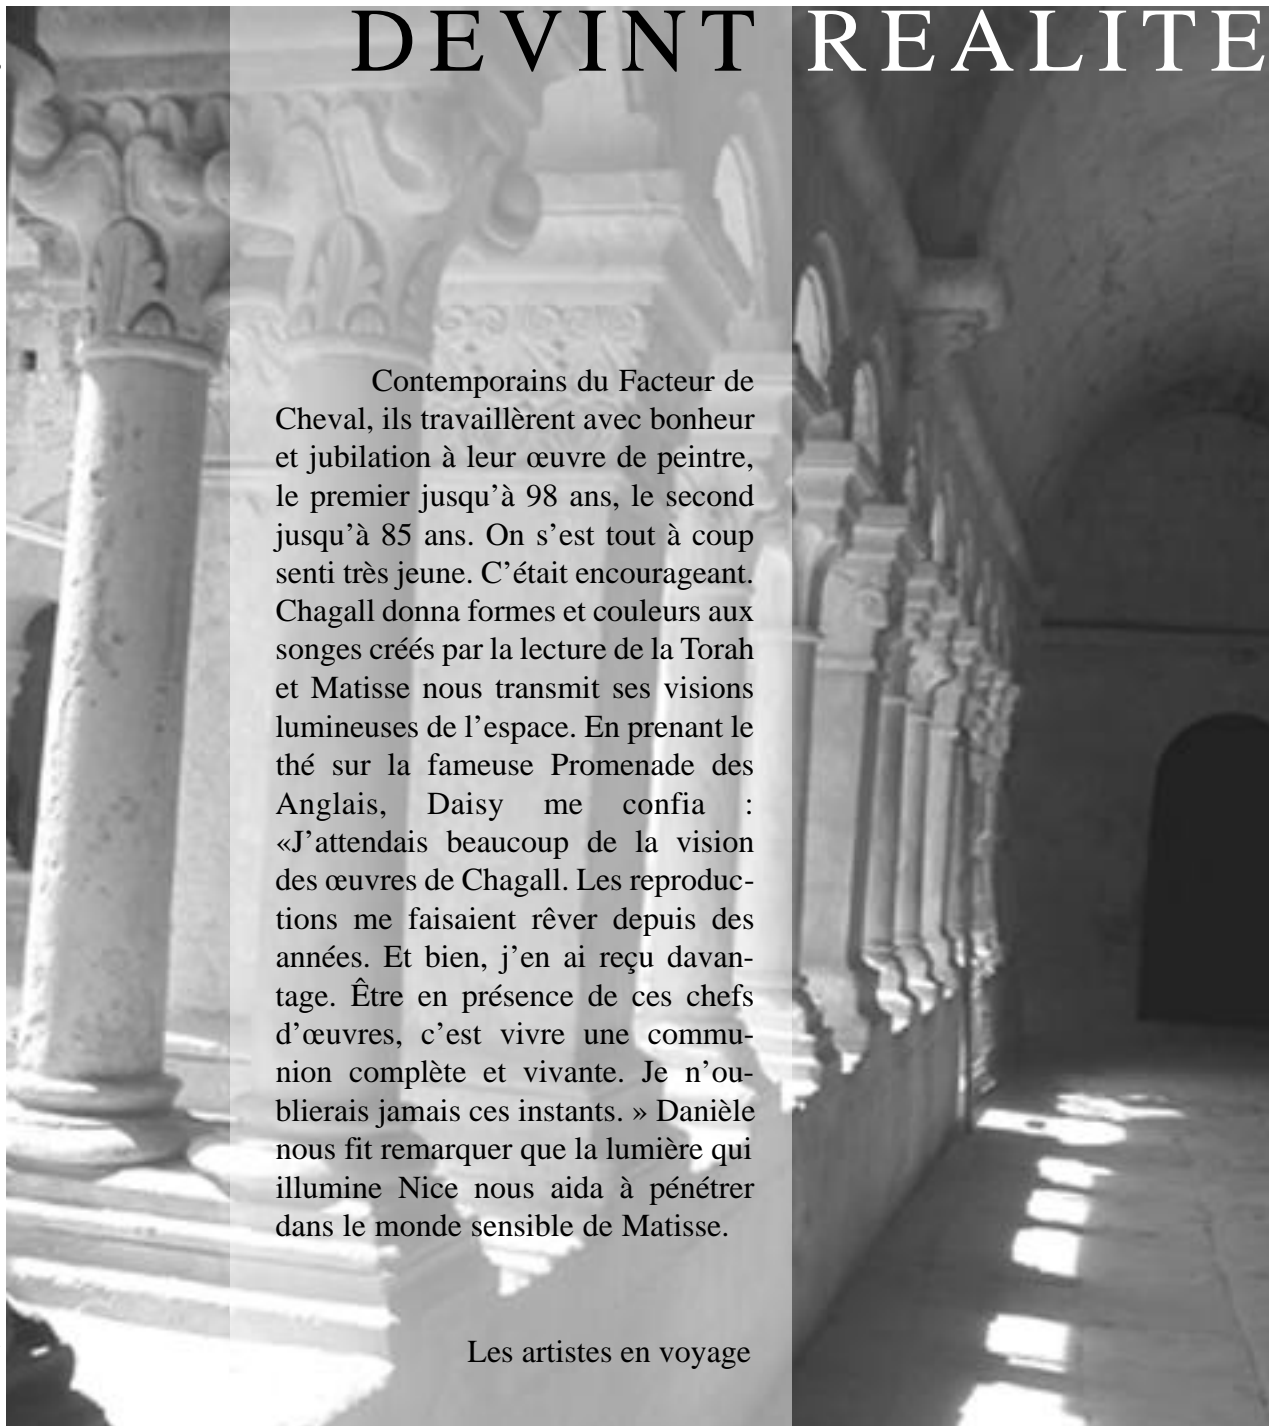 DEVINT REALITE
Contemporains du Facteur de
Cheval, ils travaillèrent avec bonheur
et jubilation à leur œuvre de peintre,
le premier jusqu’à 98 ans, le second
jusqu’à 85 ans. On s’est tout à coup
senti très jeune. C’était encourageant.
Chagall donna formes et couleurs aux
songes créés par la lecture de la Torah
et Matisse nous transmit ses visions
lumineuses de l’espace. En prenant le
thé sur la fameuse Promenade des
Anglais, Daisy me confia :
«J’attendais beaucoup de la vision
des œuvres de Chagall. Les reproduc-
tions me faisaient rêver depuis des
années. Et bien, j’en ai reçu davan-
tage. Être en présence de ces chefs
d’œuvres, c’est vivre une commu-
nion complète et vivante. Je n’ou-
blierais jamais ces instants. » Danièle
nous fit remarquer que la lumière qui
illumine Nice nous aida à pénétrer
dans le monde sensible de Matisse.
Les artistes en voyage